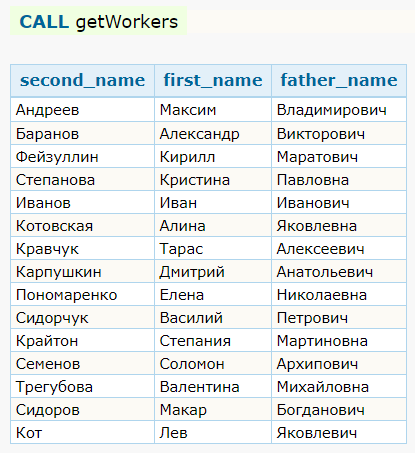 CALL getWorkers
second_name first_name father_name
Андреев Максим Владимирович
Баранов Александр Викторович
Фейзуллин Кирилл Маратович
Степанова Кристина Павловна
Иванов Иван Иванович
Котовская Алина Яковлевна
Кравчук Тарас Алексеевич
Карпушкин Дмитрий Анатольевич
Пономаренко Елена Николаевна
Сидорчук Василий Петрович
Крайтон Степания Мартиновна
Семенов Соломон Архипович
Трегубова Валентина Михайловна
Сидоров Макар Богданович
Кот Лев Яковлевич